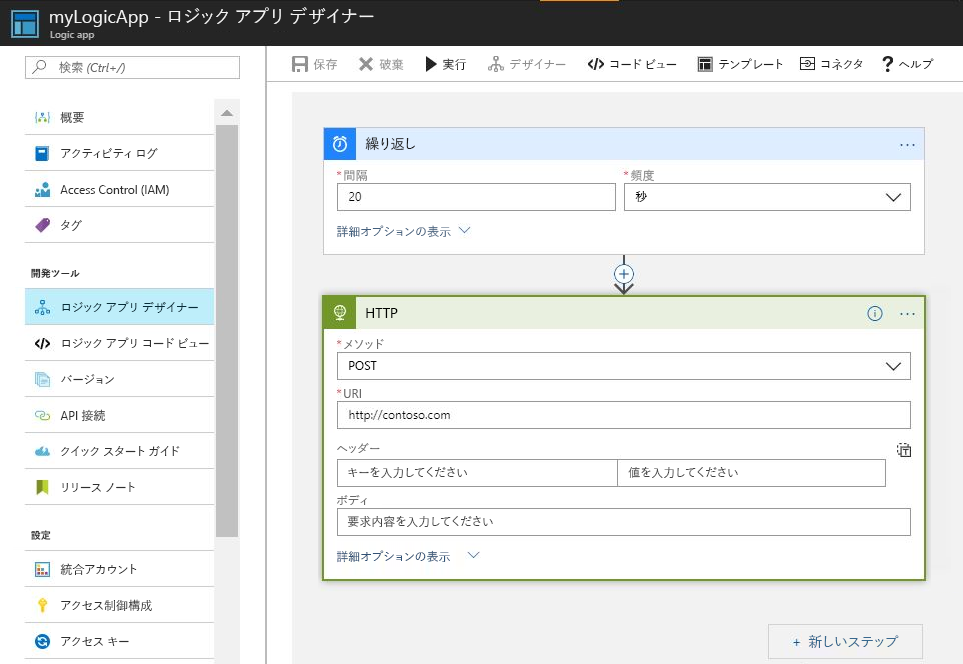 myLogicApp - ロジック アプリ デザイナー
Logic app
検索 (Ctrl+/)
概要
アクティビティ ログ
Access Control (IAM)
タグ
開発ツール
ロジック アプリ デザイナー
ロジック アプリ コード ビュー
バージョン
API 接続
クイック スタート ガイド
リリース ノート
設定
統合アカウント
アクセス制御構成
アクセス キー
保存 破棄 実行 デザイナー コード ビュー テンプレート コネクタ ヘルプ
繰り返し
*間隔 *頻度
20 秒
詳細オプションの表示
HTTP
*メソッド
POST
*URI
http://contoso.com
ヘッダー
キーを入力してください 値を入力してください
ボディ
要求内容を入力してください
詳細オプションの表示
+ 新しいステップ